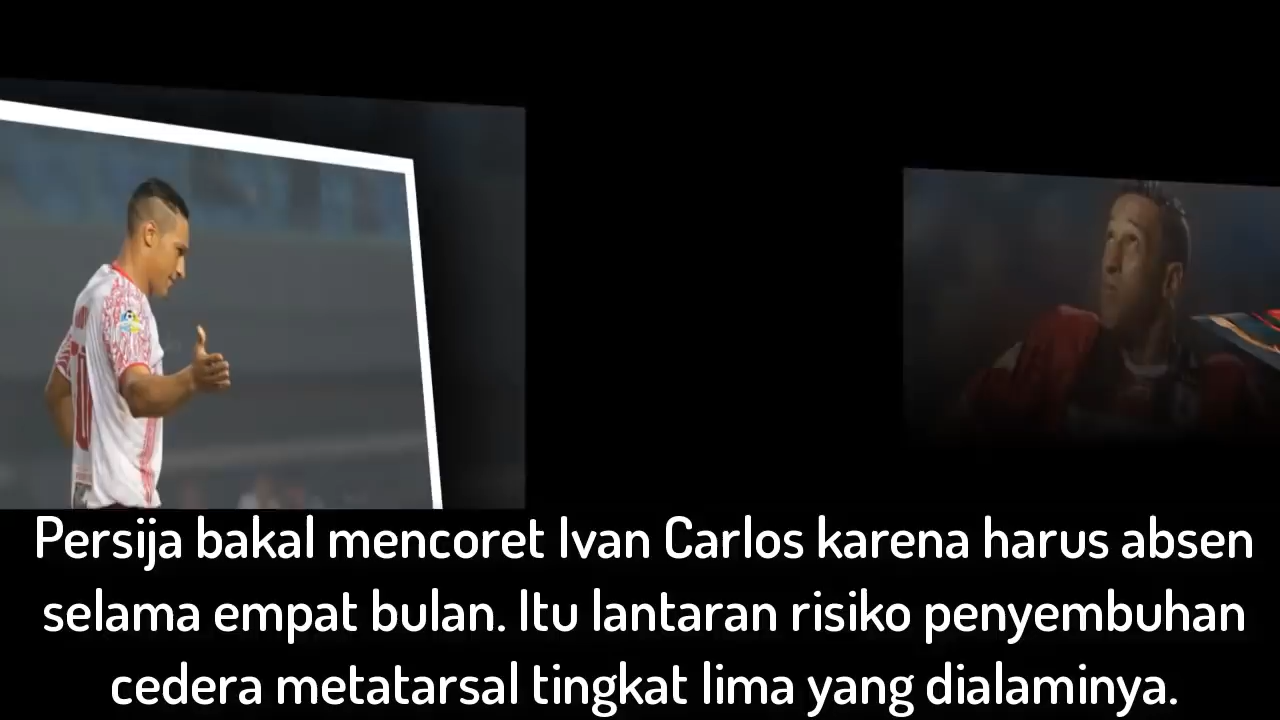 Persija bakal mencoret Ivan Carlos karena harus absen
selama empat bulan. Itu lantaran risiko penyembuhan
cedera metatarsal tingkat lima yang dialaminya.